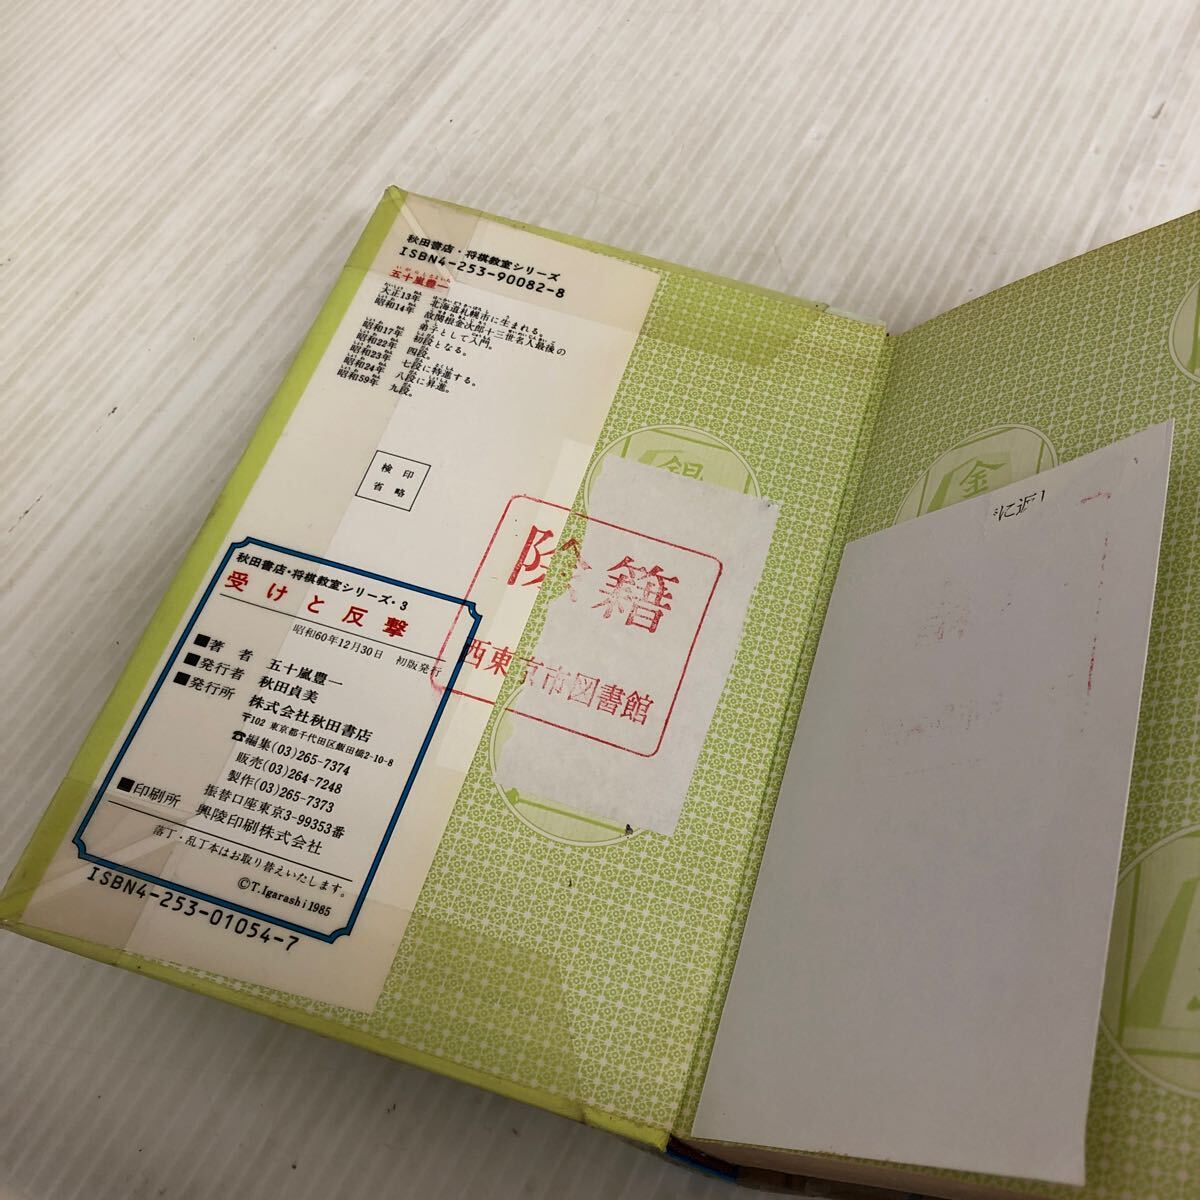 秋田書店・将棋教室シリーズ
ISBN4-253-90082-8
五十嵐豊一
大正13年 北海道札幌市に生まれる。
昭和14年 故関根金次郎十三世名人最後の
弟子として入門。
昭和17年 初段となる。
昭和22年 四段。
昭和23年 七段に特進する。
昭和24年 八段に昇進。
昭和59年 九段。
検印
省略
秋田書店・将棋教室シリーズ・3
受けと反撃
昭和60年12月30日 初版発行
■著者 五十嵐豊一
■発行者 秋田貞美
■発行所 株式会社秋田書店
〒102 東京都千代田区飯田橋2-10-8
☎編集(03)265-7374
販売(03)264-7248
製作(03)265-7373
振替口座東京3-99353番
■印刷所 興陵印刷株式会社
落丁・乱丁本はお取り替えいたします。
©T.Igarashi1985
ISBN4-253-01054-7
除籍
西東京市図書館
銀
金
に返